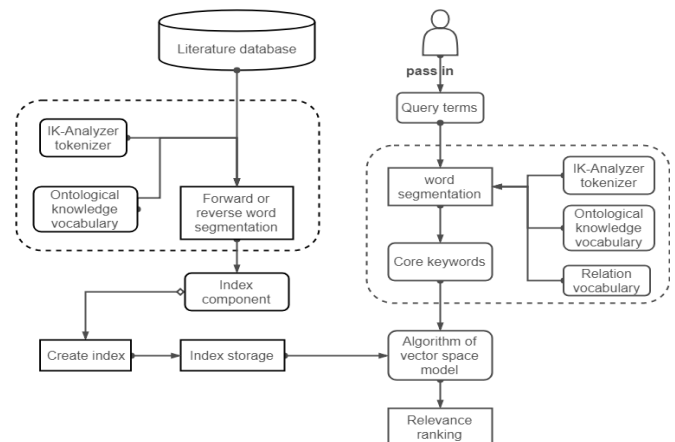 Literature database
IK-Analyzer
tokenizer
Ontological
knowledge
vocabulary
Forward or
reverse word
segmentation
Index
component
Create index
Index storage
pass in
Query terms
word
segmentation
IK-Analyzer
tokenizer
Ontological
knowledge
vocabulary
Relation
vocabulary
Core keywords
Algorithm of
vector space
model
Relevance
ranking